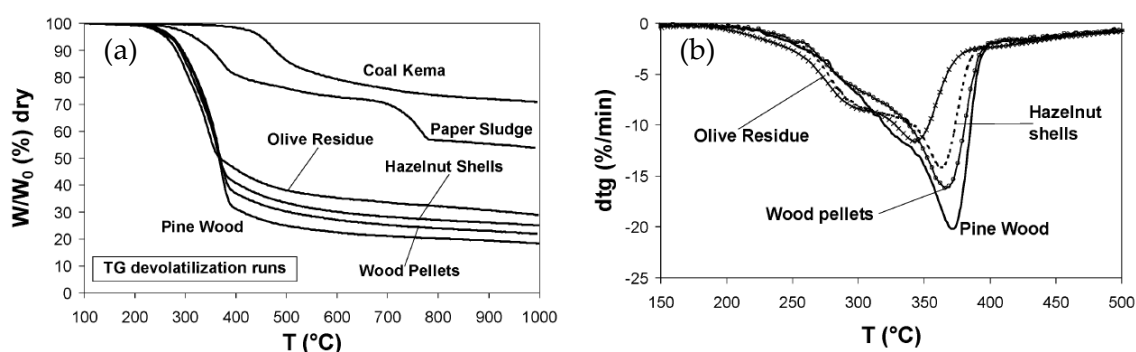 (a)
W/W₀ (%) dry
100
90
80
70
60
50
40
30
20
10
0
Coal Kema
Paper Sludge
Olive Residue
Hazelnut Shells
Pine Wood
Wood Pellets
TG devolatilization runs
100 200 300 400 500 600 700 800 900 1000
T (°C)
(b)
dtg (%/min)
0
-5
-10
-15
-20
-25
Olive Residue
Hazelnut
shells
Wood pellets
Pine Wood
150 200 250 300 350 400 450 500
T (°C)